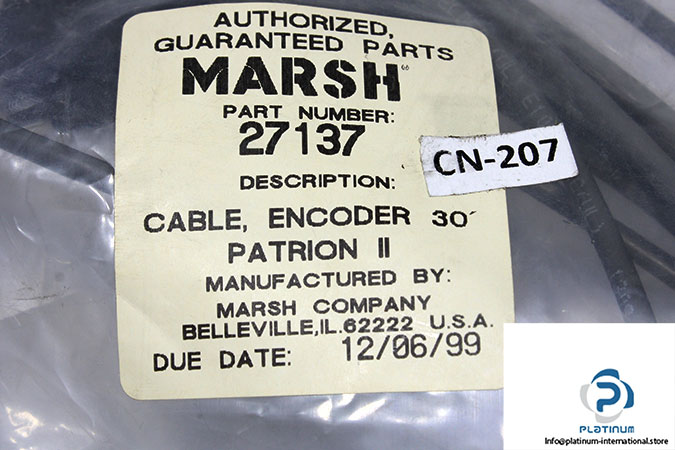 AUTHORIZED,
GUARANTEED PARTS
MARSH
PART NUMBER:
27137
CN-207
DESCRIPTION:
CABLE, ENCODER 30'
PATRION II
MANUFACTURED BY:
MARSH COMPANY
BELLEVILLE,IL.62222 U.S.A.
DUE DATE: 12/06/99
PLATINUM
Info@platinum-international.store